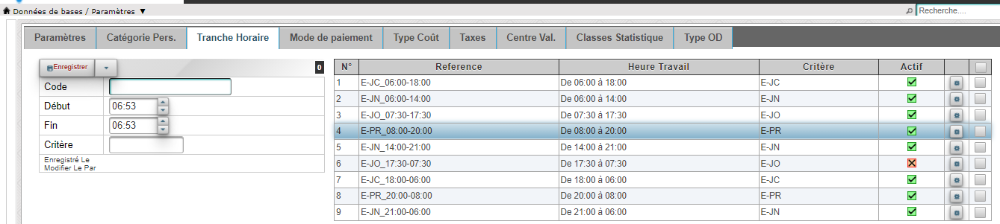 Données de bases / Paramètres ▼
Recherche....
Paramètres Catégorie Pers. Tranche Horaire Mode de paiement Type Coût Taxes Centre Val. Classes Statistique Type OD
Enregistrer
0
Code
Début 06:53
Fin 06:53
Critère
Enregistré Le
Modifier Le Par
N° Reference Heure Travail Critère Actif
1 E-JC_06:00-18:00 De 06:00 à 18:00 E-JC
2 E-JN_06:00-14:00 De 06:00 à 14:00 E-JN
3 E-JO_07:30-17:30 De 07:30 à 17:30 E-JO
4 E-PR_08:00-20:00 De 08:00 à 20:00 E-PR
5 E-JN_14:00-21:00 De 14:00 à 21:00 E-JN
6 E-JO_17:30-07:30 De 17:30 à 07:30 E-JO
7 E-JC_18:00-06:00 De 18:00 à 06:00 E-JC
8 E-PR_20:00-08:00 De 20:00 à 08:00 E-PR
9 E-JN_21:00-06:00 De 21:00 à 06:00 E-JN